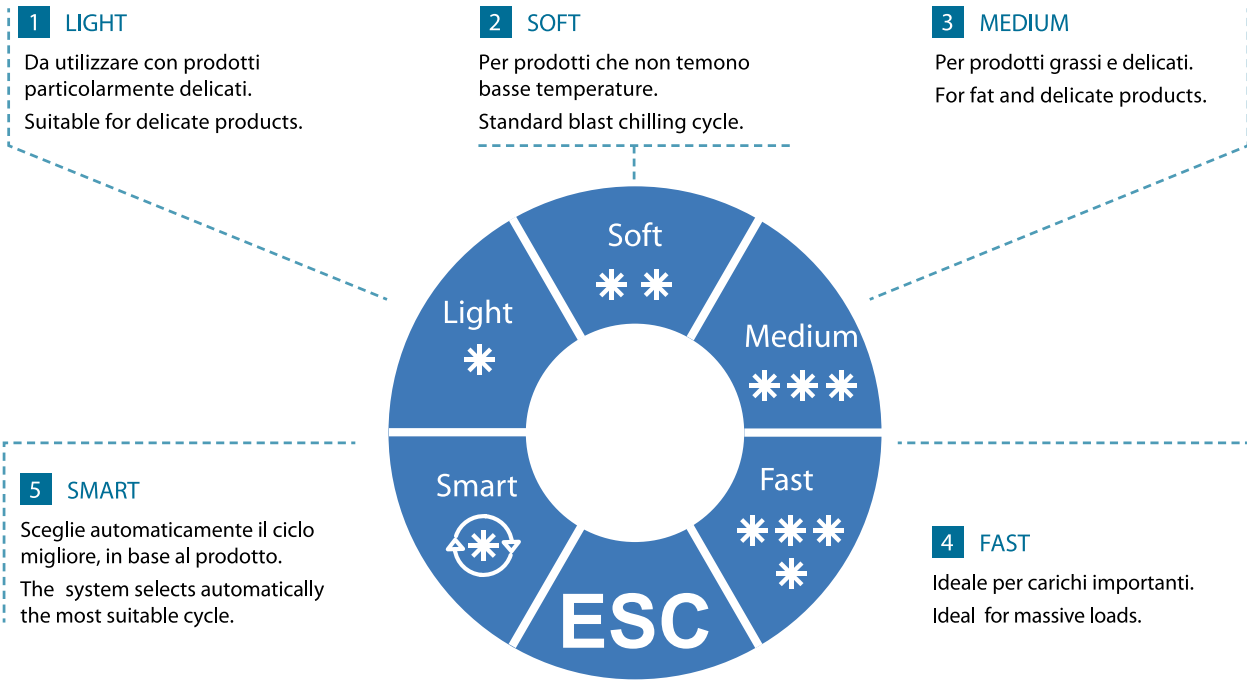 1 LIGHT
Da utilizzare con prodotti
particolarmente delicati.
Suitable for delicate products.
2 SOFT
Per prodotti che non temono
basse temperature.
Standard blast chilling cycle.
3 MEDIUM
Per prodotti grassi e delicati.
For fat and delicate products.
Soft
Light
Medium
Smart
Fast
ESC
5 SMART
Sceglie automaticamente il ciclo
migliore, in base al prodotto.
The system selects automatically
the most suitable cycle.
4 FAST
Ideale per carichi importanti.
Ideal for massive loads.